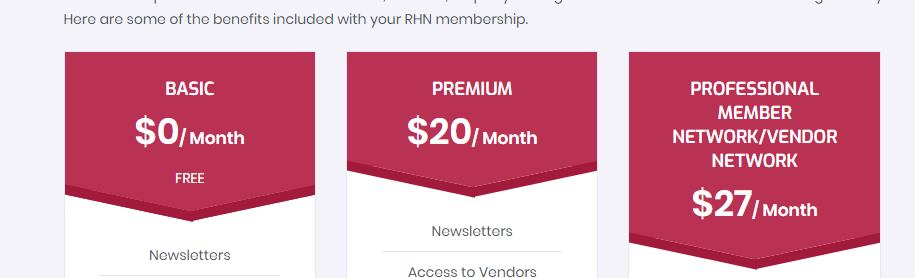 Here are some of the benefits included with your RHN membership.
BASIC
$0/ Month
FREE
Newsletters
PREMIUM
$20/ Month
Newsletters
Access to Vendors
PROFESSIONAL
MEMBER
NETWORK/VENDOR
NETWORK
$27/ Month